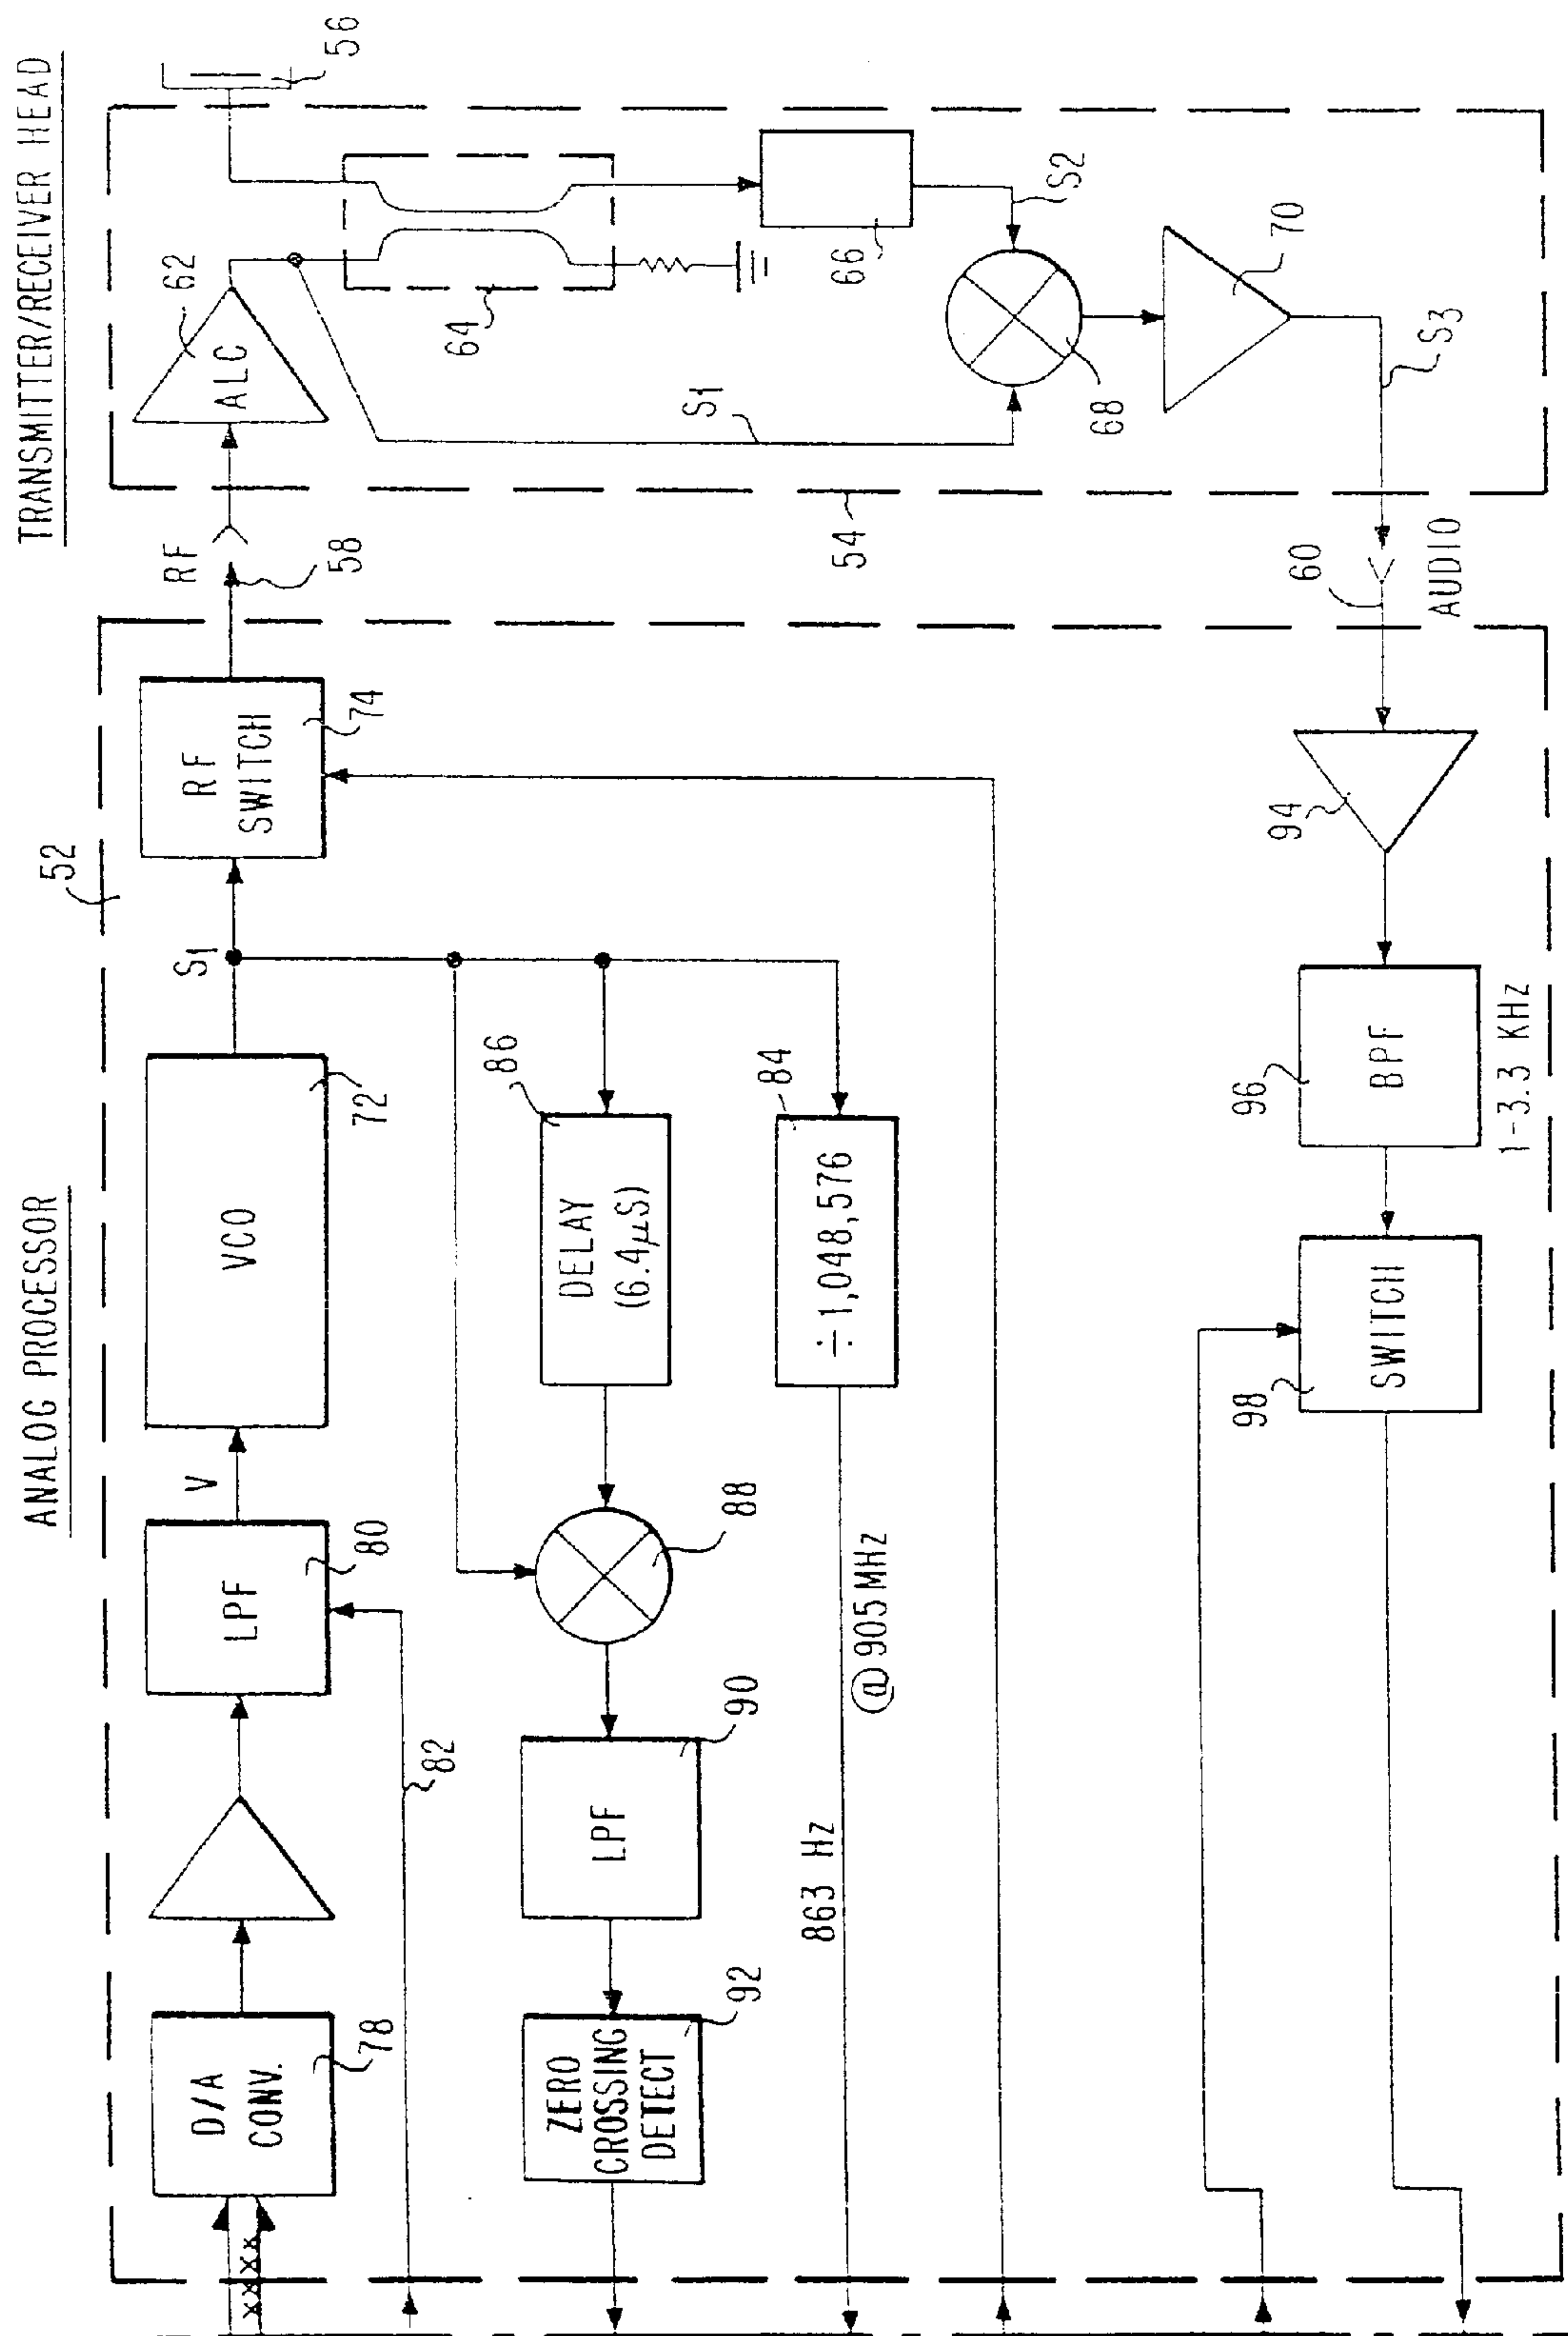 ANALOG PROCESSOR
TRANSMITTER/RECEIVER HEAD
52
D/A
CONV.
78
LPF
80
V
VCO
72
S1
RF
SWITCH
74
RF
58
ALC
62
56
82
64
ZERO
CROSSING
DETECT
92
LPF
90
88
DELAY
(6.4μS)
86
863 Hz
@ 905 MHz
÷ 1,048,576
84
S1
66
S2
68
70
54
S3
98
SWITCH
96
BPF
1-3.3 KHz
94
60
AUDIO
XXXX